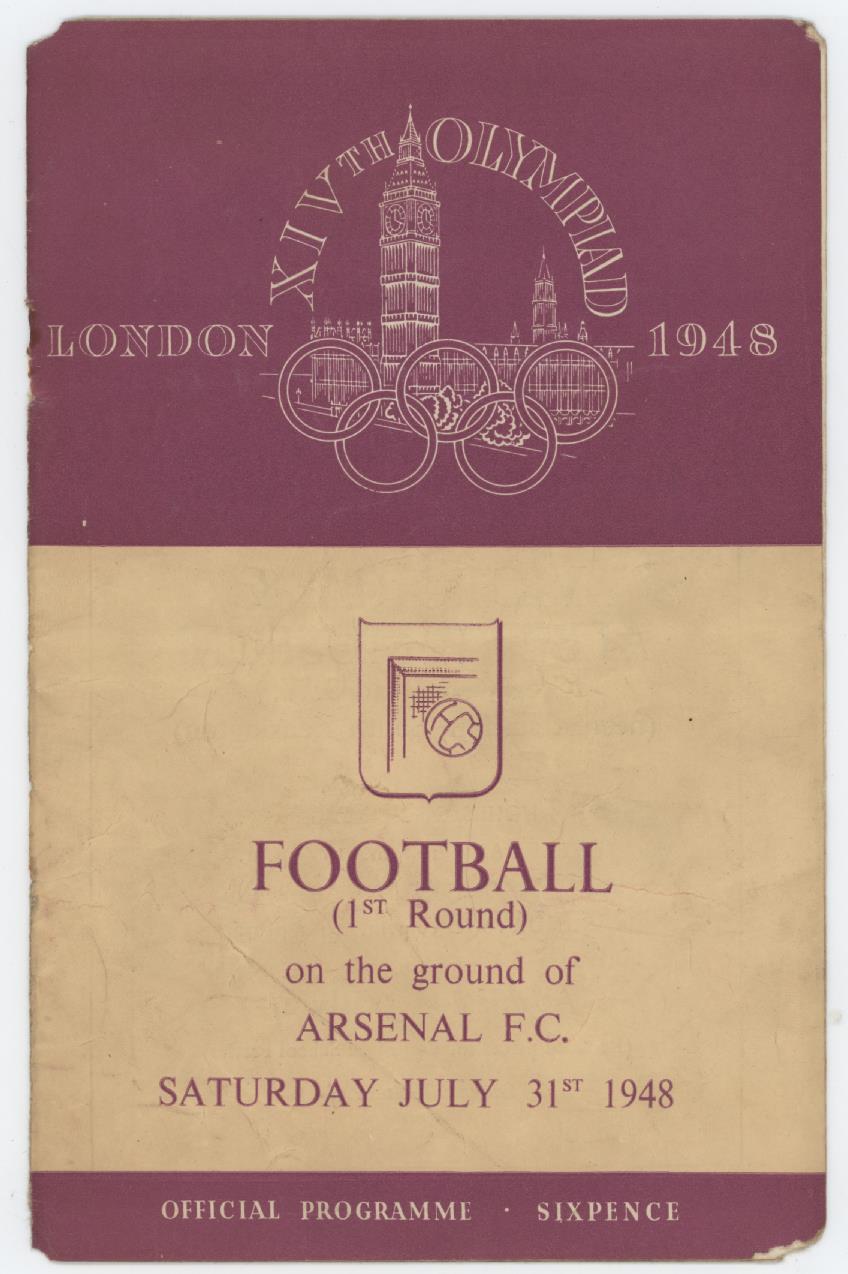 XIVTH OLYMPIAD
LONDON 1948
FOOTBALL
(1ST Round)
on the ground of
ARSENAL F.C.
SATURDAY JULY 31ST 1948
OFFICIAL PROGRAMME · SIXPENCE